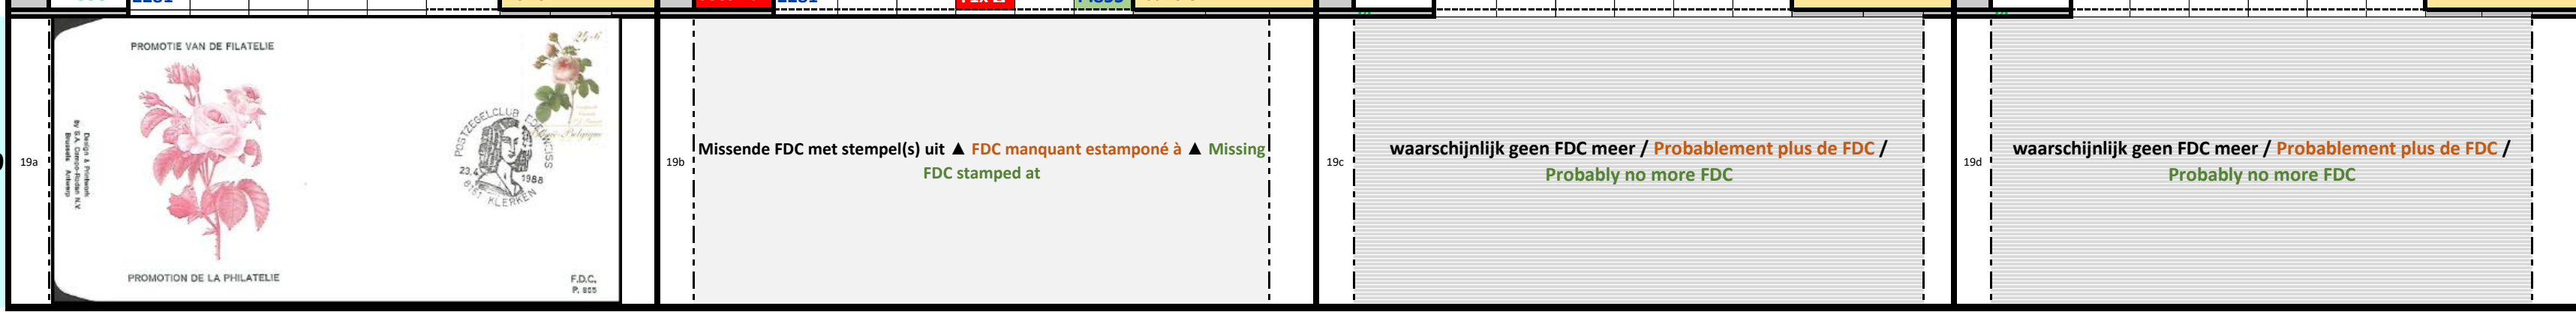 19a
PROMOTIE VAN DE FILATELIE
Design & Printwork
by S.A. Campo-Rodan N.V.
Brussels Antwerp
POSTZEGELCLUB
23.4 1988
KLERKEN
PROMOTION DE LA PHILATELIE
F.D.C.
P. 855
19b
Missende FDC met stempel(s) uit ▲ FDC manquant estamponé à ▲ Missing
FDC stamped at
19c
waarschijnlijk geen FDC meer / Probablement plus de FDC /
Probably no more FDC
19d
waarschijnlijk geen FDC meer / Probablement plus de FDC /
Probably no more FDC